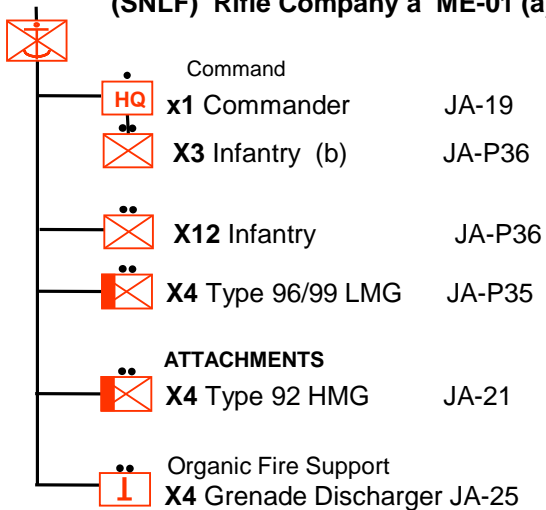 (SNLF) Rifle Company a ME-01 (a
Command
HQ x1 Commander JA-19
X3 Infantry (b) JA-P36
X12 Infantry JA-P36
X4 Type 96/99 LMG JA-P35
ATTACHMENTS
X4 Type 92 HMG JA-21
Organic Fire Support
X4 Grenade Discharger JA-25